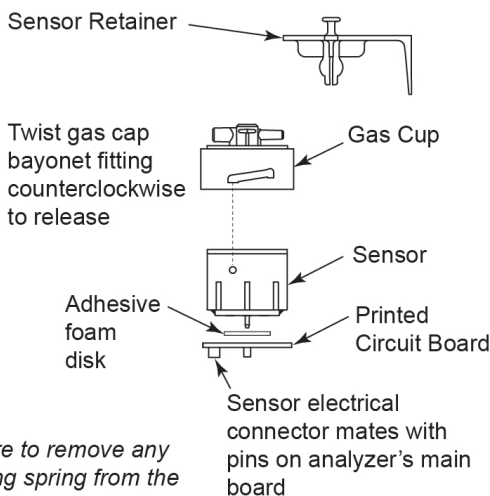 Sensor Retainer
Twist gas cap
bayonet fitting
counterclockwise
to release
Gas Cup
Sensor
Adhesive
foam
disk
Printed
Circuit Board
Sensor electrical
connector mates with
pins on analyzer's main
board
re to remove any
ng spring from the